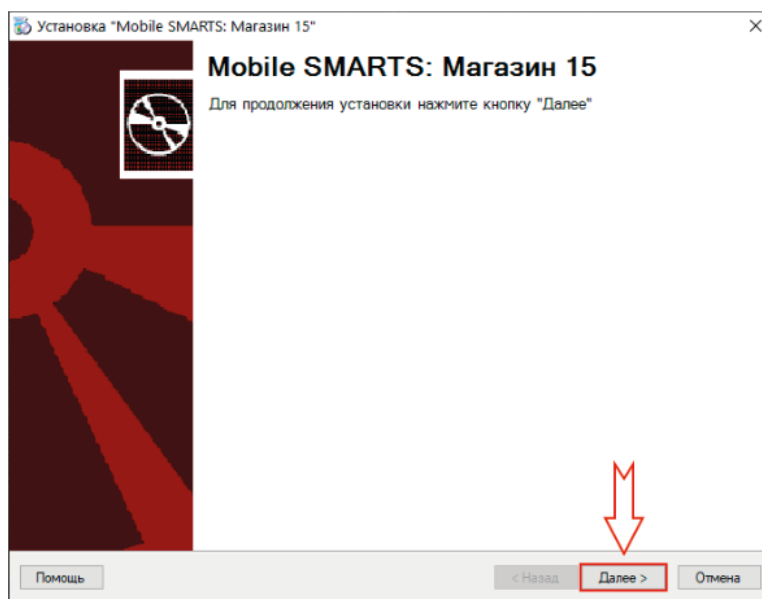 Установка "Mobile SMARTS: Магазин 15"
Mobile SMARTS: Магазин 15
Для продолжения установки нажмите кнопку "Далее"
Помощь
< Назад
Далее >
Отмена